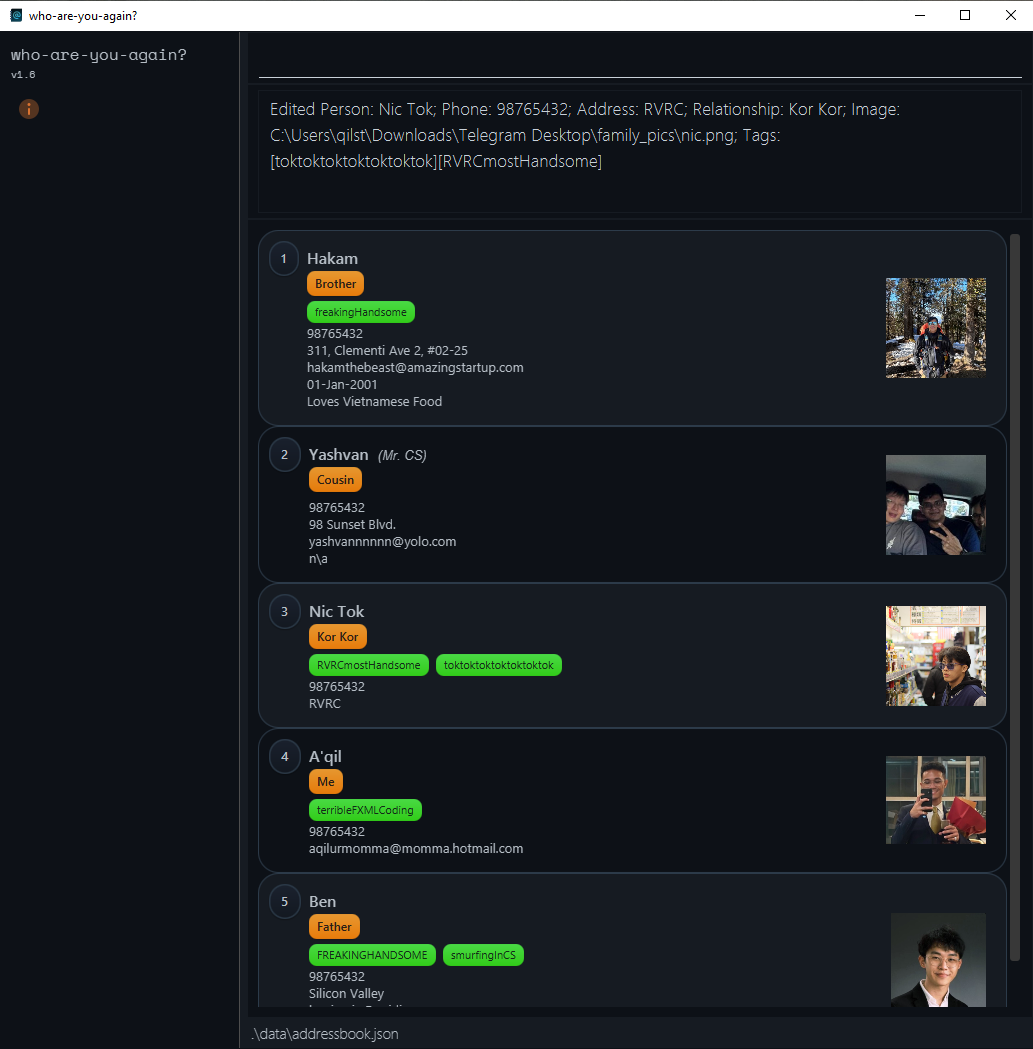 who-are-you-again?
who-are-you-again?
v1.6
Edited Person: Nic Tok; Phone: 98765432; Address: RVRC; Relationship: Kor Kor; Image:
C:\Users\qilst\Downloads\Telegram Desktop\family_pics\nic.png; Tags:
[toktoktoktoktoktoktok][RVRCmostHandsome]
1
Hakam
Brother
freakingHandsome
98765432
311, Clementi Ave 2, #02-25
hakamthebeast@amazingstartup.com
01-Jan-2001
Loves Vietnamese Food
2
Yashvan (Mr. CS)
Cousin
98765432
98 Sunset Blvd.
yashvannnnnn@yolo.com
n\a
3
Nic Tok
Kor Kor
RVRCmostHandsome toktoktoktoktoktoktok
98765432
RVRC
4
A'qil
Me
terribleFXMLCoding
98765432
aqilurmomma@momma.hotmail.com
5
Ben
Father
FREAKINGHANDSOME smurfingInCS
98765432
Silicon Valley
.\data\addressbook.json